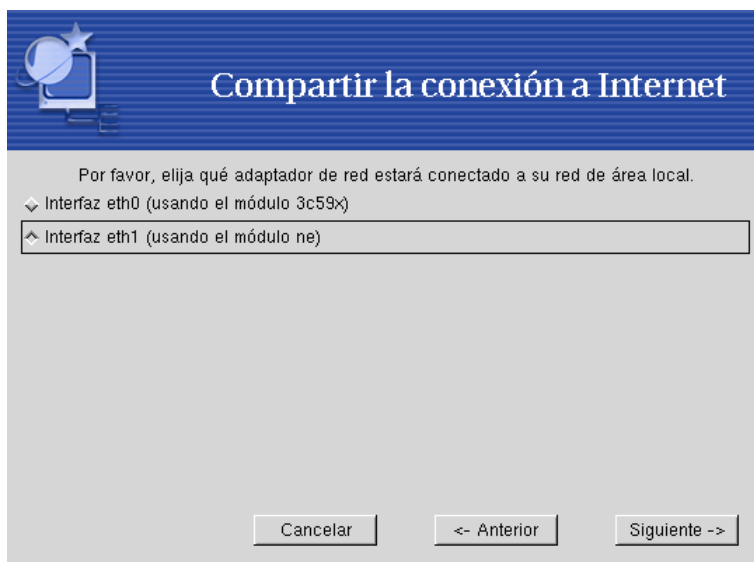 Compartir la conexión a Internet
Por favor, elija qué adaptador de red estará conectado a su red de área local.
Interfaz eth0 (usando el módulo 3c59x)
Interfaz eth1 (usando el módulo ne)
Cancelar
<- Anterior
Siguiente ->